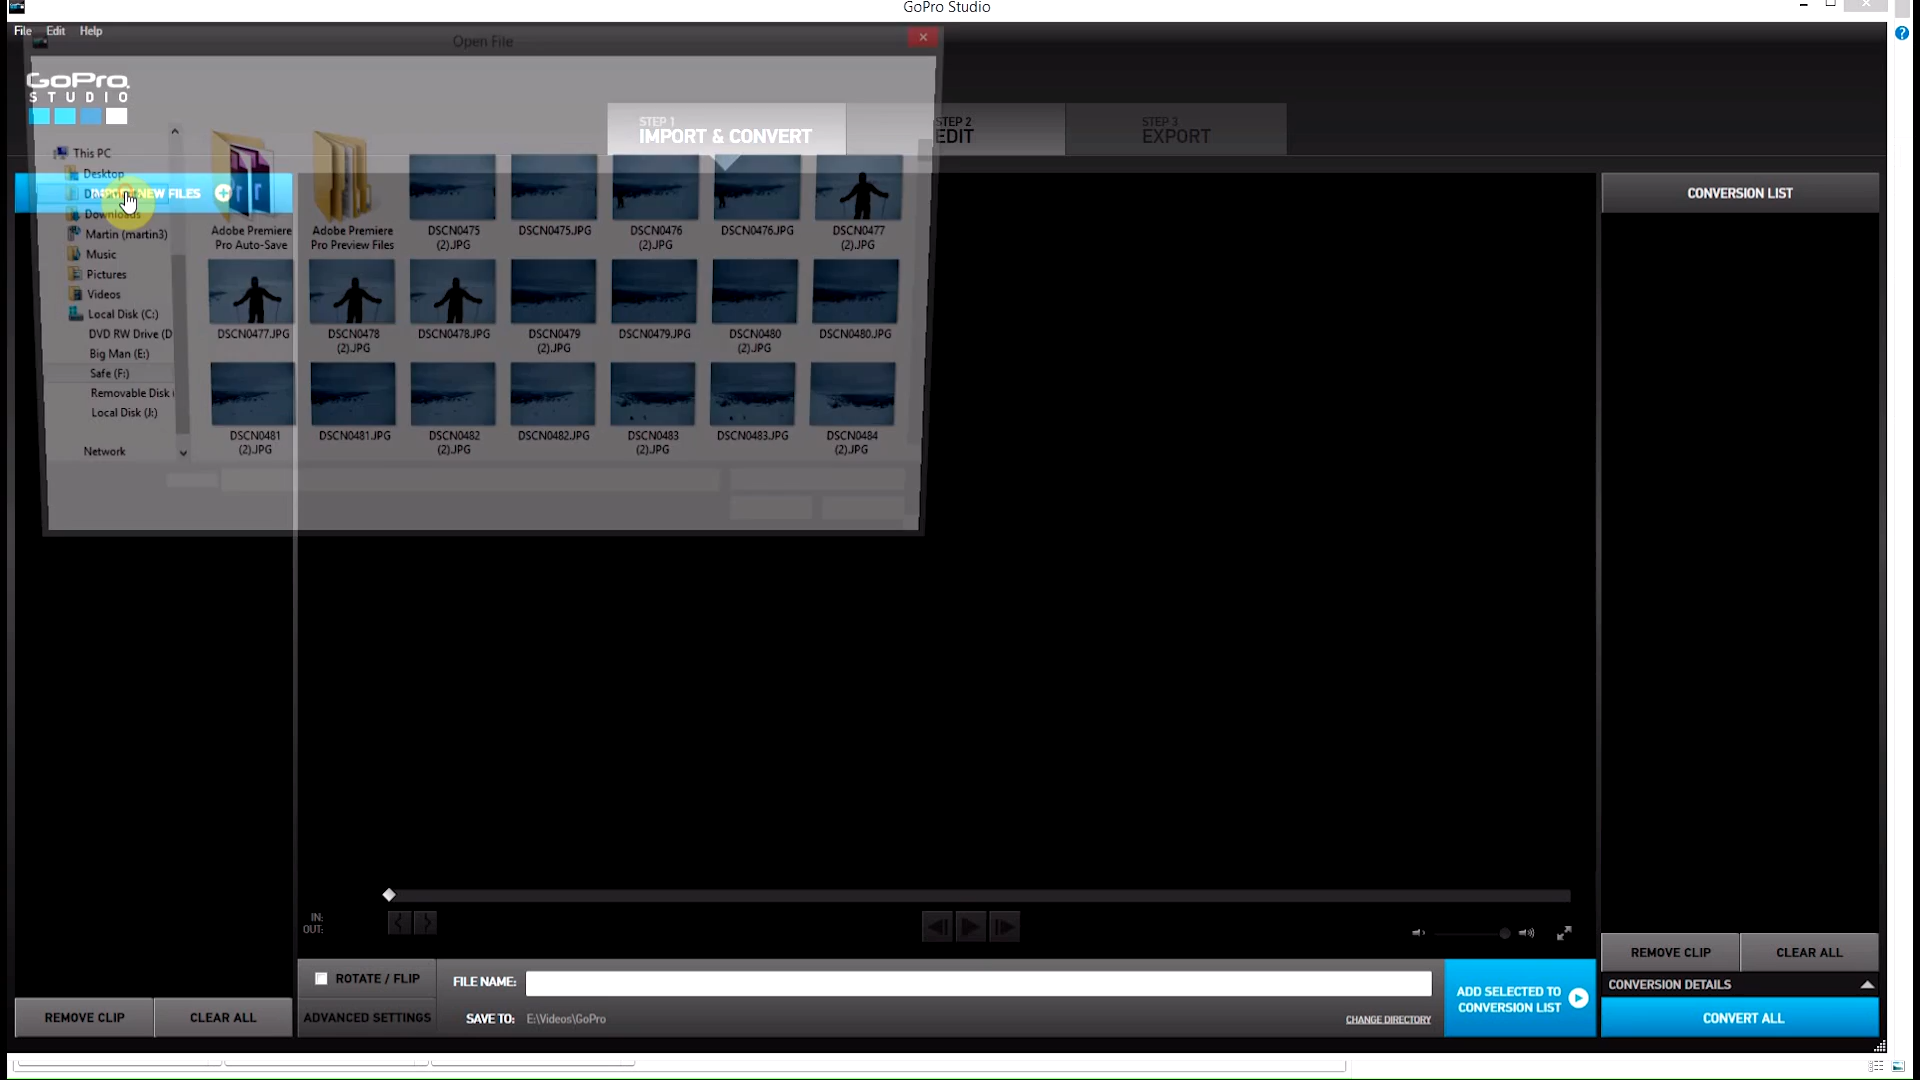 GoPro Studio
File Edit Help
Open File
GoPro
STUDIO
STEP 1
IMPORT & CONVERT
STEP 2
EDIT
STEP 3
EXPORT
This PC
Desktop
NEW FILES
Downloads
Martin (martin3)
Music
Pictures
Videos
Local Disk (C:)
DVD RW Drive (D
Big Man (E:)
Safe (F:)
Removable Disk (
Local Disk (J:)
Network
Adobe Premiere Pro Auto-Save
Adobe Premiere Pro Preview Files
DSCN0475 (2).JPG
DSCN0475.JPG
DSCN0476 (2).JPG
DSCN0476.JPG
DSCN0477 (2).JPG
DSCN0477.JPG
DSCN0478 (2).JPG
DSCN0478.JPG
DSCN0479 (2).JPG
DSCN0479.JPG
DSCN0480 (2).JPG
DSCN0480.JPG
DSCN0481 (2).JPG
DSCN0481.JPG
DSCN0482 (2).JPG
DSCN0482.JPG
DSCN0483 (2).JPG
DSCN0483.JPG
DSCN0484 (2).JPG
CONVERSION LIST
IN:
OUT:
ROTATE / FLIP
ADVANCED SETTINGS
FILE NAME:
SAVE TO: E:\Videos\GoPro
CHANGE DIRECTORY
ADD SELECTED TO
CONVERSION LIST
REMOVE CLIP
CLEAR ALL
REMOVE CLIP
CLEAR ALL
CONVERSION DETAILS
CONVERT ALL